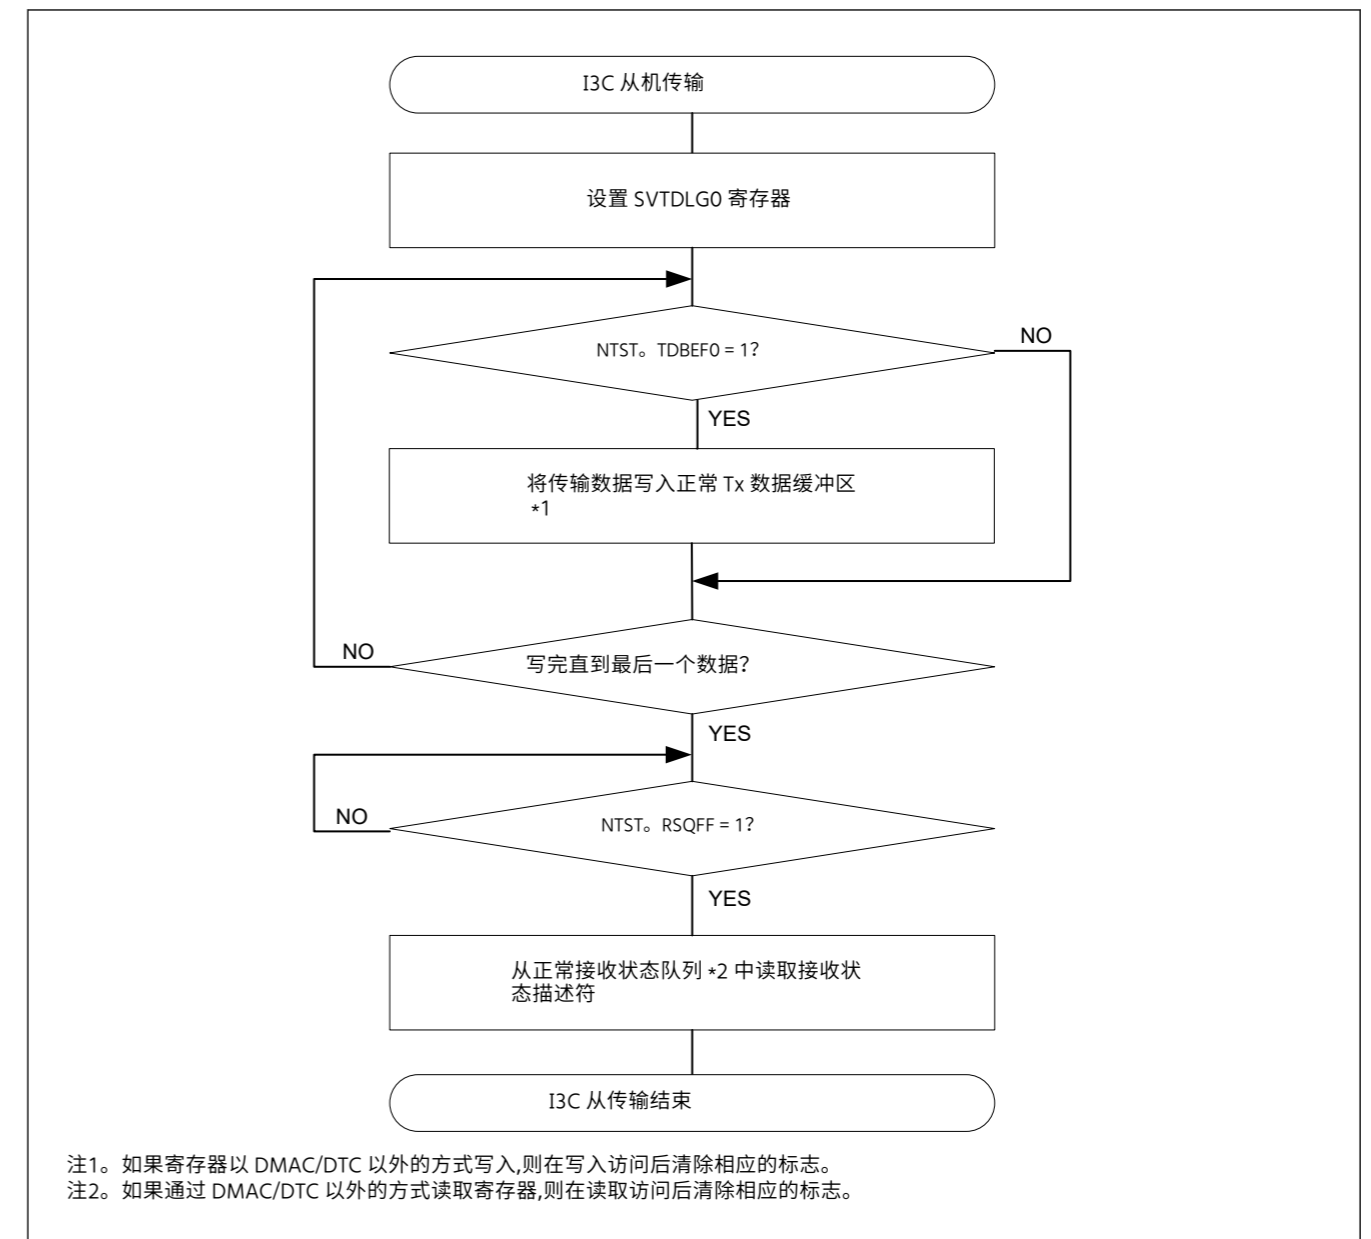 I3C 从机传输
设置 SVTDLG0 寄存器
NTST。TDBEF0 = 1?
NO
YES
将传输数据写入正常 Tx 数据缓冲区
*1
NO
写完直到最后一个数据?
YES
NO
NTST。RSQFF = 1?
YES
从正常接收状态队列 *2 中读取接收状
态描述符
I3C 从传输结束
注1。如果寄存器以 DMAC/DTC 以外的方式写入,则在写入访问后清除相应的标志。
注2。如果通过 DMAC/DTC 以外的方式读取寄存器,则在读取访问后清除相应的标志。